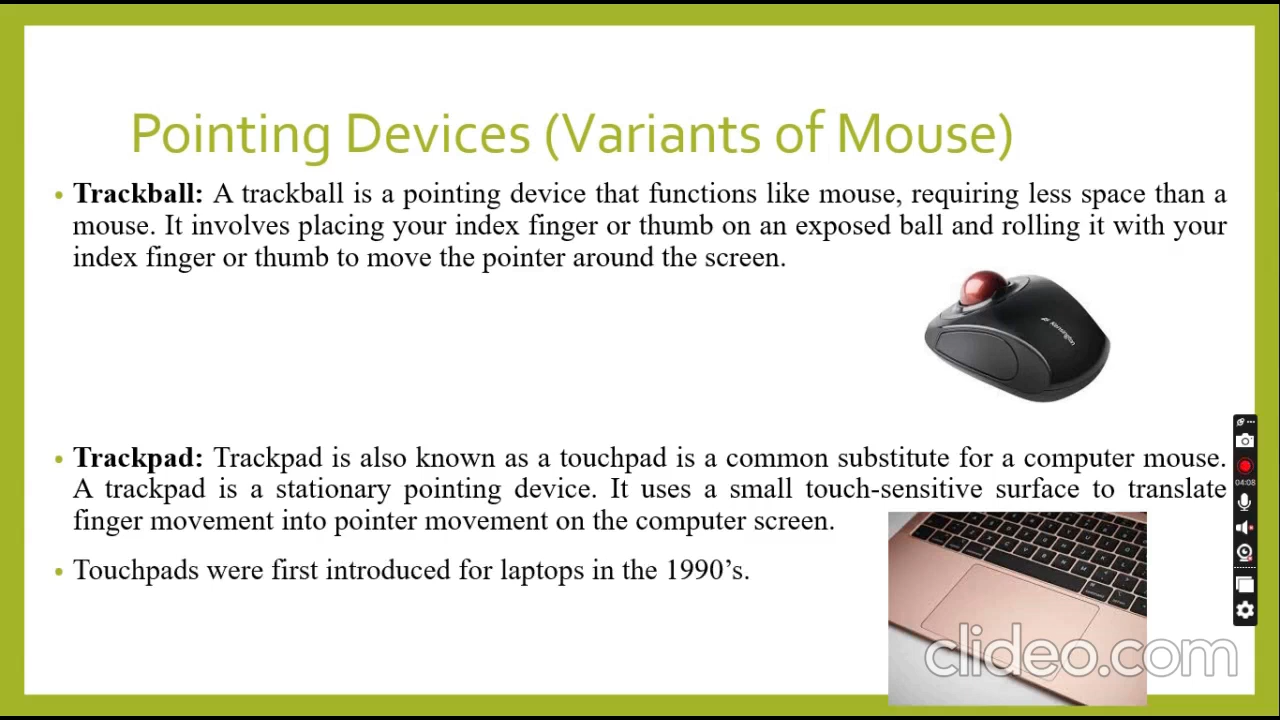 Pointing Devices (Variants of Mouse)
• Trackball: A trackball is a pointing device that functions like mouse, requiring less space than a
mouse. It involves placing your index finger or thumb on an exposed ball and rolling it with your
index finger or thumb to move the pointer around the screen.
Kensington
• Trackpad: Trackpad is also known as a touchpad is a common substitute for a computer mouse.
A trackpad is a stationary pointing device. It uses a small touch-sensitive surface to translate
finger movement into pointer movement on the computer screen.
04:08
• Touchpads were first introduced for laptops in the 1990’s.
clideo.com